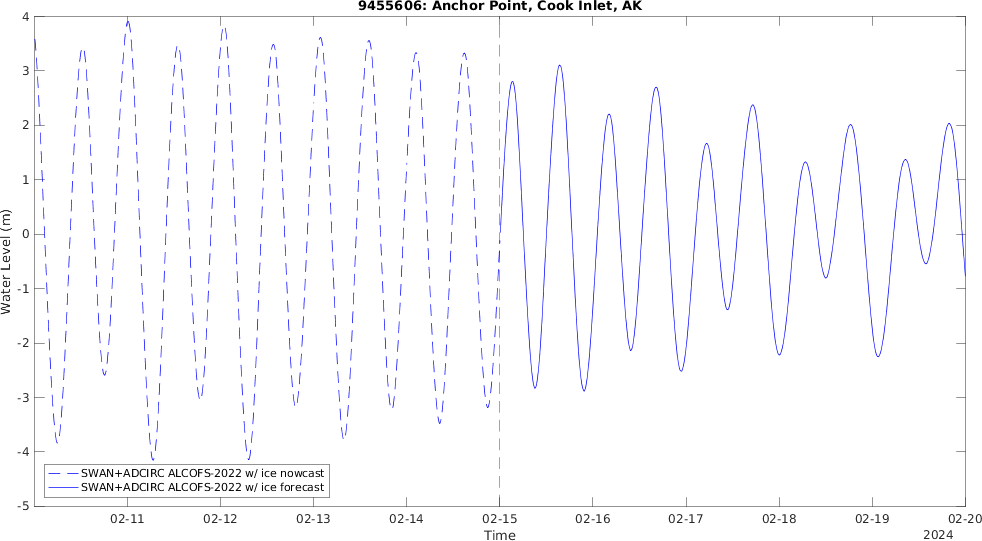 9455606: Anchor Point, Cook Inlet, AK
4
3
2
1
0
-1
-2
-3
-4
-5
Water Level (m)
SWAN+ADCIRC ALCOFS-2022 w/ ice nowcast
SWAN+ADCIRC ALCOFS-2022 w/ ice forecast
02-11 02-12 02-13 02-14 02-15 02-16 02-17 02-18 02-19 02-20
Time
2024